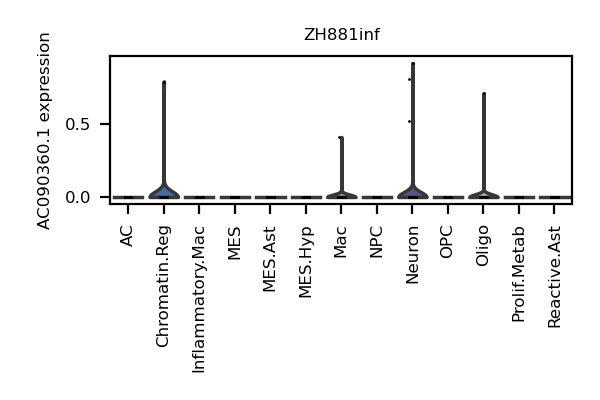 ZH881inf
AC090360.1 expression
0.5
0.0
AC
Chromatin.Reg
Inflammatory.Mac
MES
MES.Ast
MES.Hyp
Mac
NPC
Neuron
OPC
Oligo
Prolif.Metab
Reactive.Ast